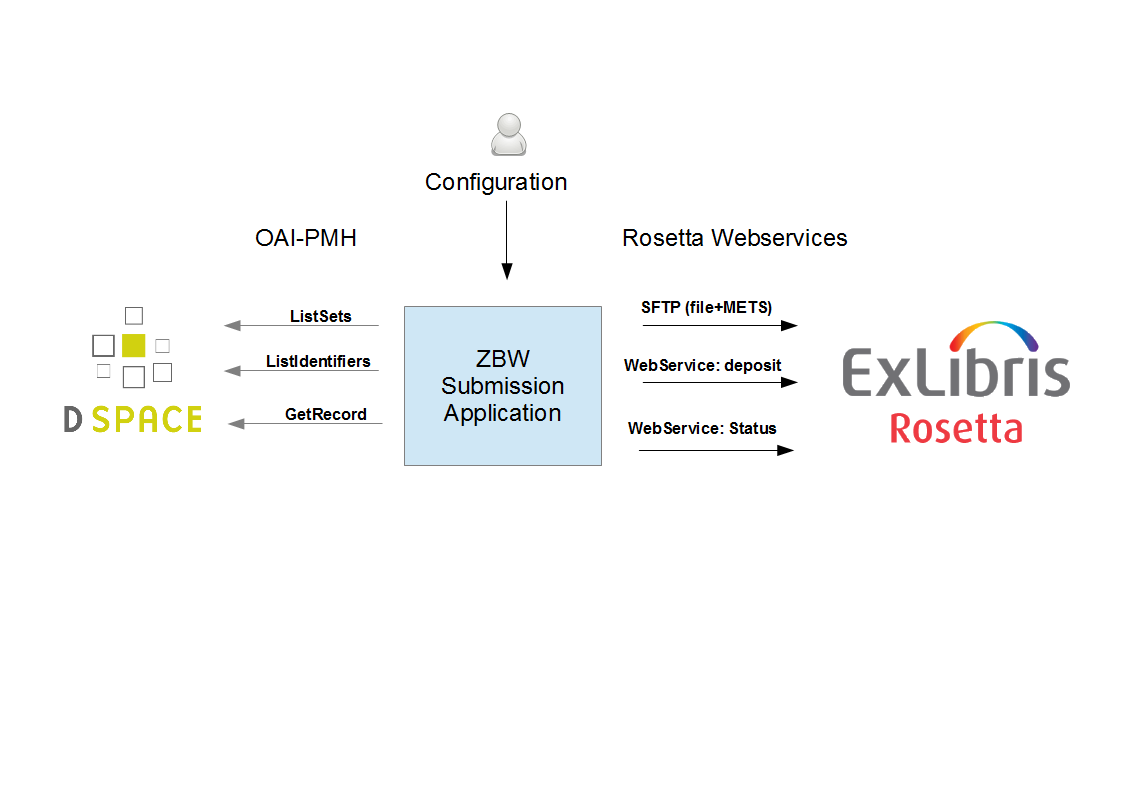 Configuration
OAI-PMH
Rosetta Webservices
ListSets
ListIdentifiers
GetRecord
DSPACE
ZBW
Submission
Application
SFTP (file+METS)
WebService: deposit
WebService: Status
ExLibris
Rosetta